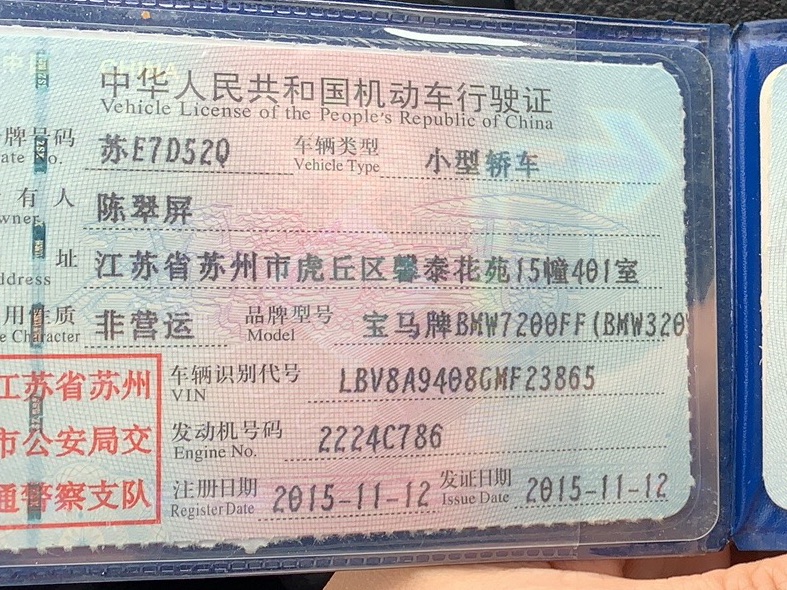 中华人民共和国机动车行驶证
Vehicle License of the People's Republic of China
牌号码 苏E7D52Q 车辆类型 小型轿车
ate No. Vehicle Type
有人 陈翠屏
wner
址 江苏省苏州市虎丘区馨泰花苑15幢401室
ddress
用性质 非营运 品牌型号 宝马牌BMW7200FF(BMW320
e Character Model
江苏省苏州
市公安局交
通警察支队
车辆识别代号 LBV8A9408GMF23865
VIN
发动机号码 2224C786
Engine No.
注册日期 2015-11-12 发证日期 2015-11-12
Register Date Issue Date